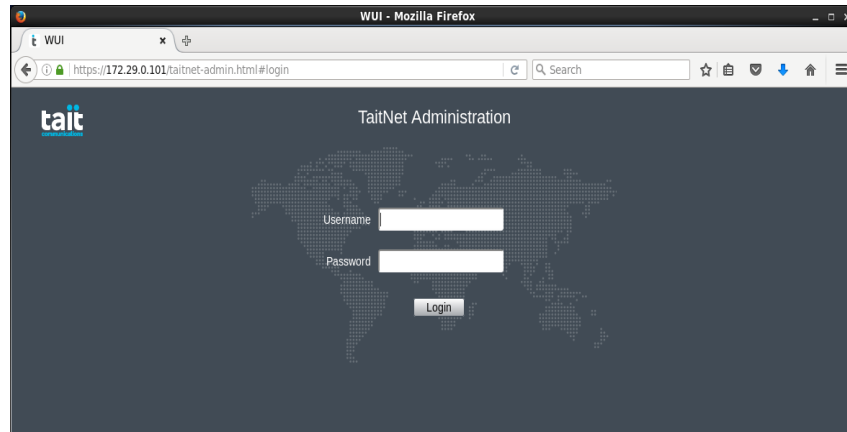 WUI - Mozilla Firefox
WUI
https://172.29.0.101/taitnet-admin.html#login
Search
tait
communications
TaitNet Administration
Username
Password
Login